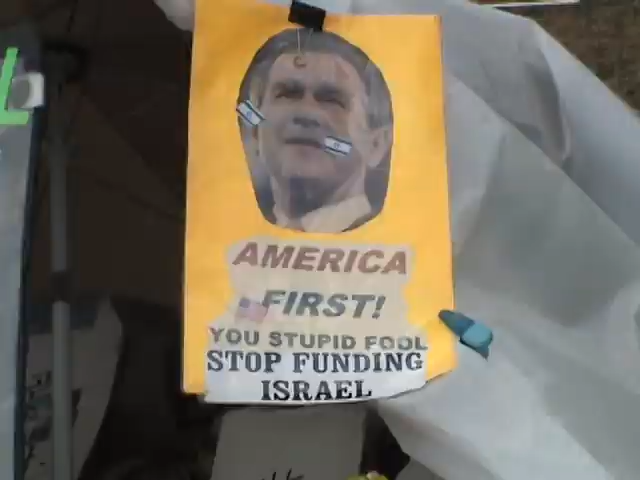 AMERICA
FIRST!
YOU STUPID FOOL
STOP FUNDING
ISRAEL